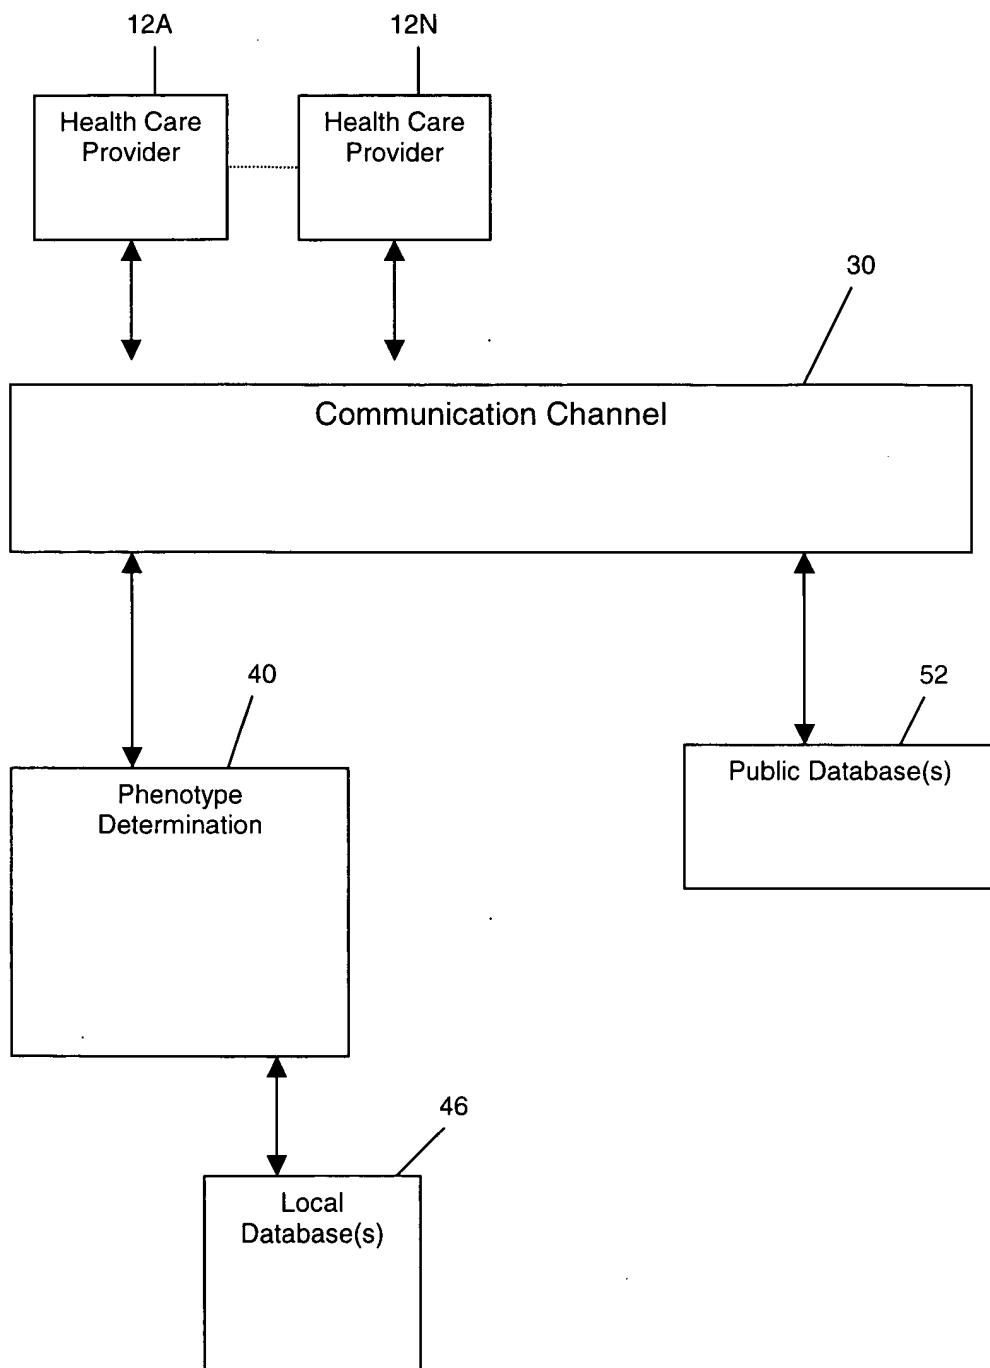 12A
12N
Health Care
Provider
Health Care
Provider
30
Communication Channel
40
52
Phenotype
Determination
Public Database(s)
46
Local
Database(s)